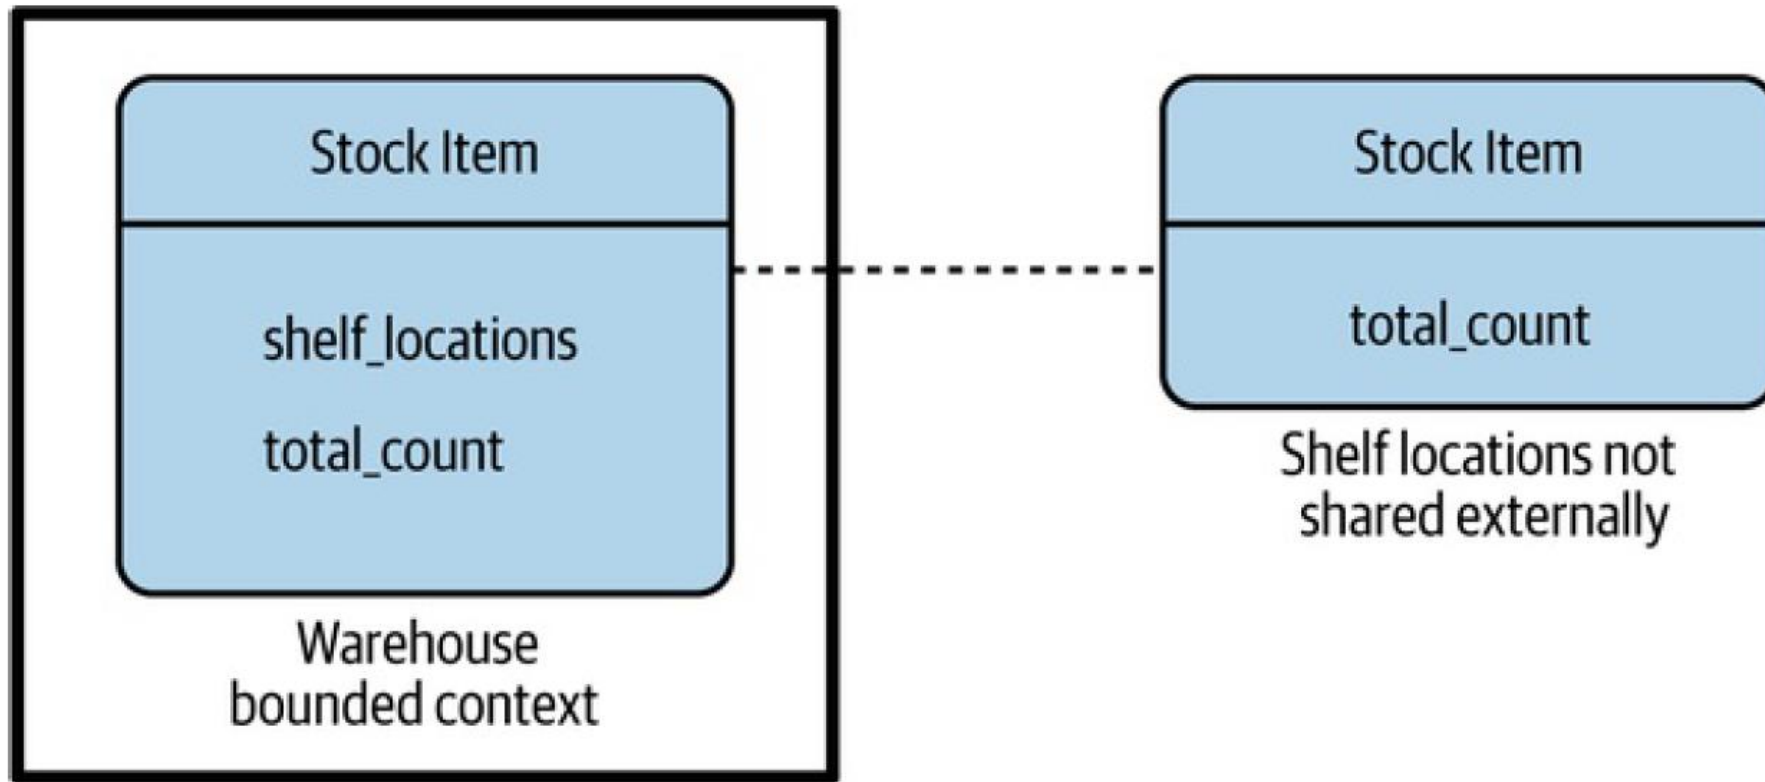 Stock Item
shelf_locations
total_count
Warehouse
bounded context
Stock Item
total_count
Shelf locations not
shared externally